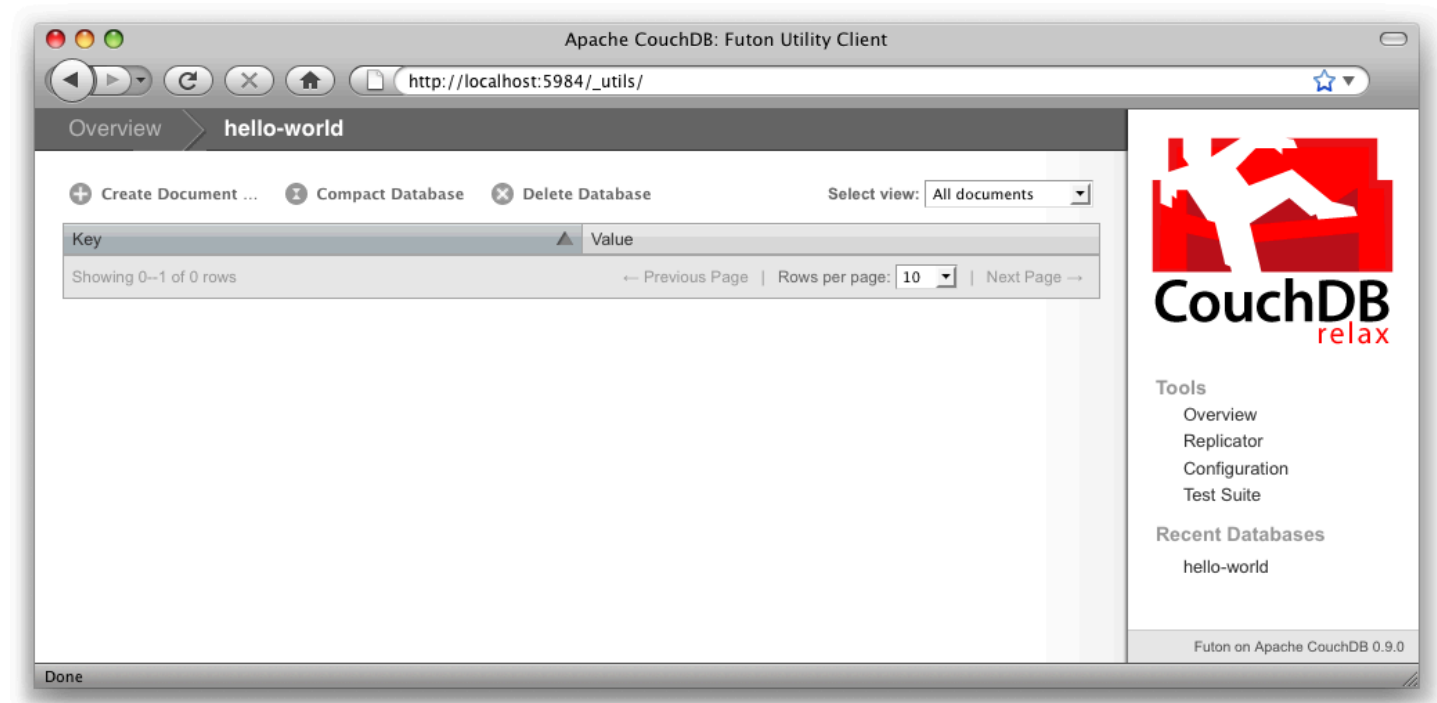 Apache CouchDB: Futon Utility Client
http://localhost:5984/_utils/
Overview hello-world
Create Document ... Compact Database Delete Database Select view: All documents
Key Value
Showing 0--1 of 0 rows ← Previous Page | Rows per page: 10 | Next Page →
CouchDB
relax
Tools
Overview
Replicator
Configuration
Test Suite
Recent Databases
hello-world
Futon on Apache CouchDB 0.9.0
Done